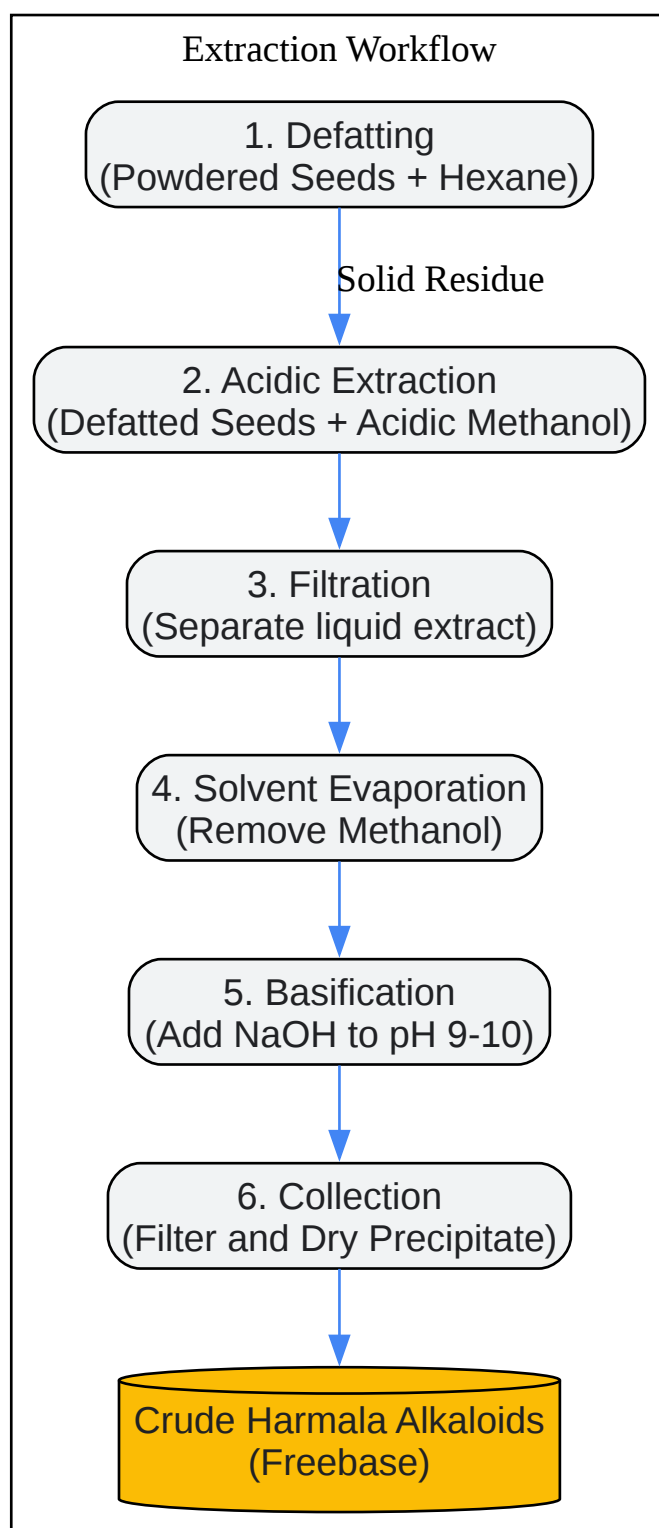 Extraction Workflow
1. Defatting
(Powdered Seeds + Hexane)
Solid Residue
2. Acidic Extraction
(Defatted Seeds + Acidic Methanol)
3. Filtration
(Separate liquid extract)
4. Solvent Evaporation
(Remove Methanol)
5. Basification
(Add NaOH to pH 9-10)
6. Collection
(Filter and Dry Precipitate)
Crude Harmala Alkaloids
(Freebase)